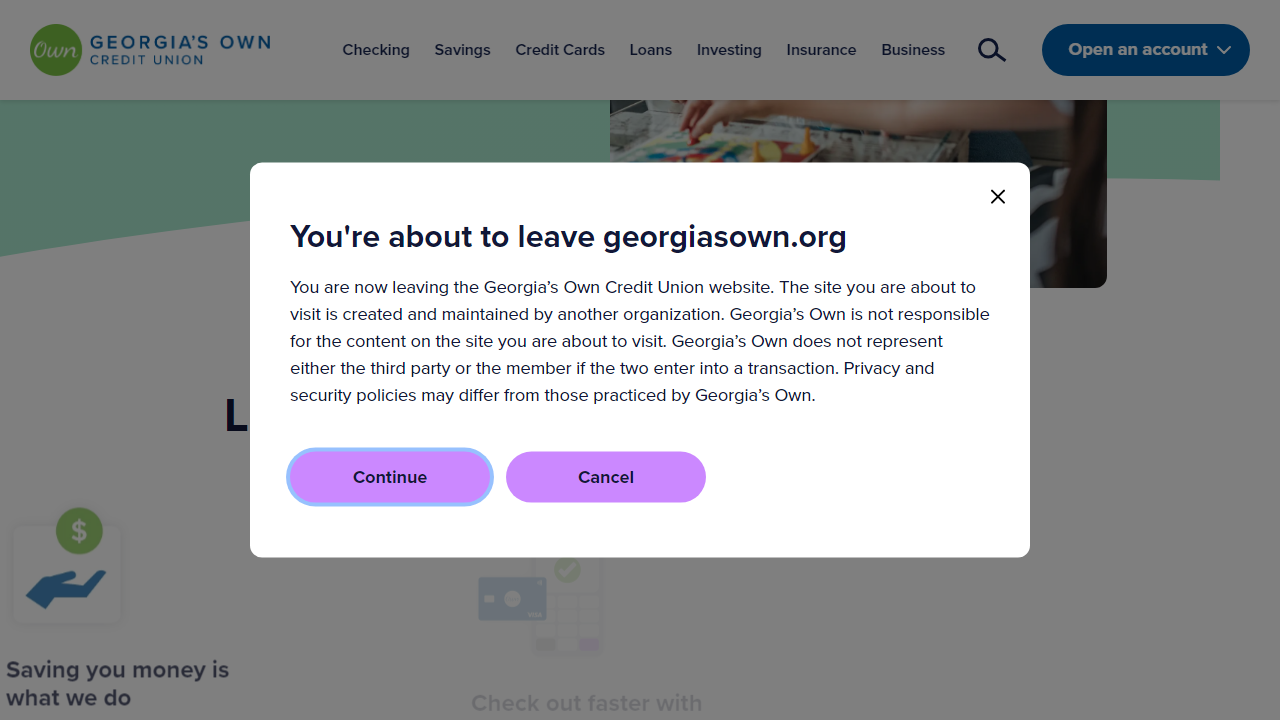 Own GEORGIA'S OWN
CREDIT UNION
Checking Savings Credit Cards Loans Investing Insurance Business
Open an account
You're about to leave georgiasown.org
You are now leaving the Georgia’s Own Credit Union website. The site you are about to
visit is created and maintained by another organization. Georgia’s Own is not responsible
for the content on the site you are about to visit. Georgia’s Own does not represent
either the third party or the member if the two enter into a transaction. Privacy and
security policies may differ from those practiced by Georgia’s Own.
Continue Cancel
L
$
Saving you money is
what we do
Check out faster with